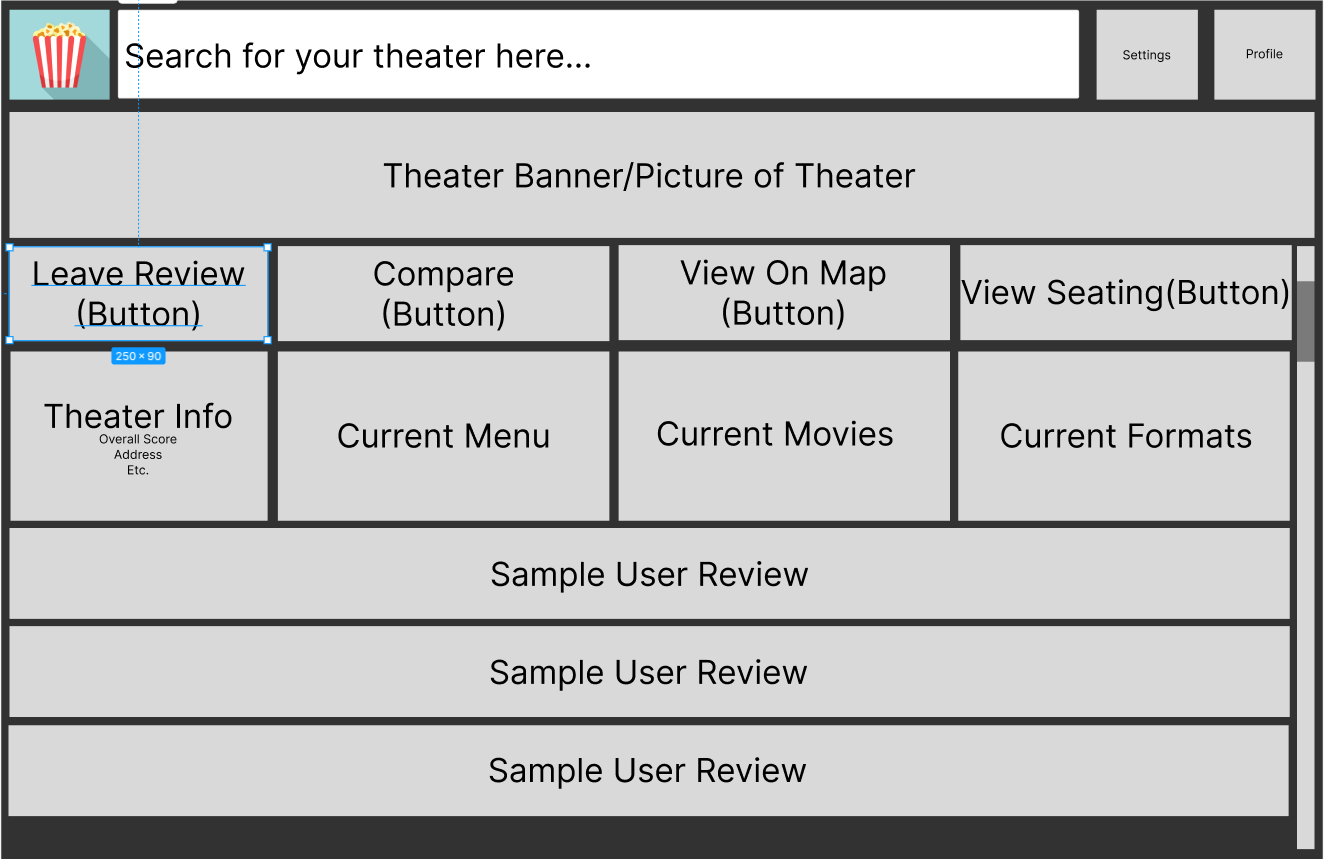 Search for your theater here...
Settings
Profile
Theater Banner/Picture of Theater
Leave Review
(Button)
Compare
(Button)
View On Map
(Button)
View Seating(Button)
250 × 90
Theater Info
Overall Score
Address
Etc.
Current Menu
Current Movies
Current Formats
Sample User Review
Sample User Review
Sample User Review